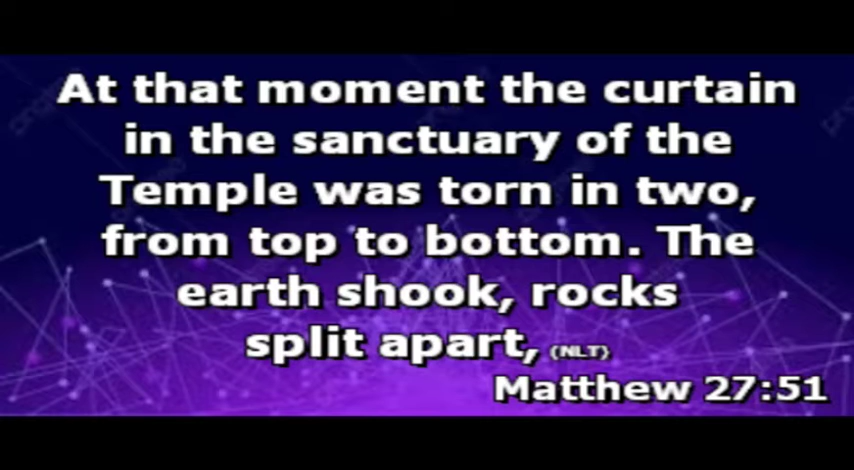 At that moment the curtain
in the sanctuary of the
Temple was torn in two,
from top to bottom. The
earth shook, rocks
split apart, (NLT)
Matthew 27:51